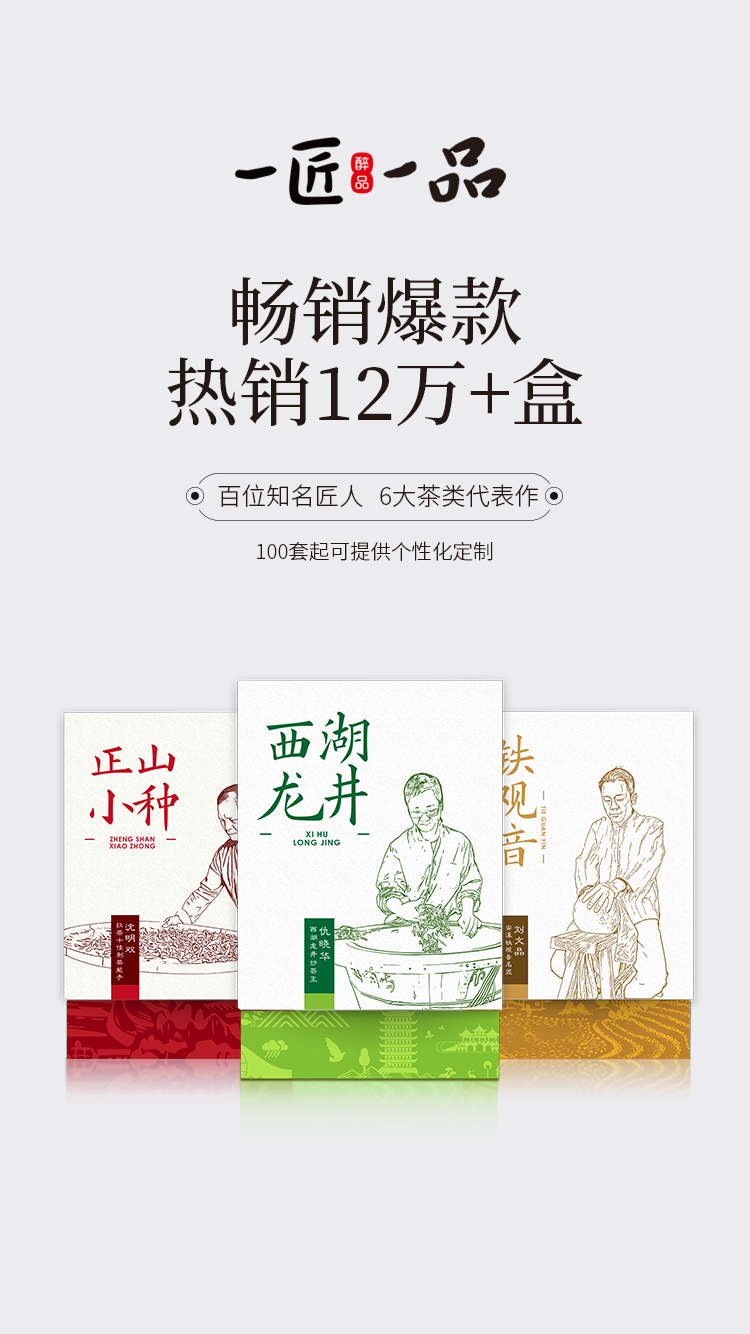 一匠醉品一品
畅销爆款
热销12万+盒
百位知名匠人 6大茶类代表作
100套起可提供个性化定制
正山
小种
ZHENG SHAN
XIAO ZHONG
沈明双
红茶十佳制茶能手
西湖
龙井
XI HU
LONG JING
仇晓华
西湖龙井炒茶王
铁观音
TIE GUAN YIN
刘文品
安溪铁观音名匠